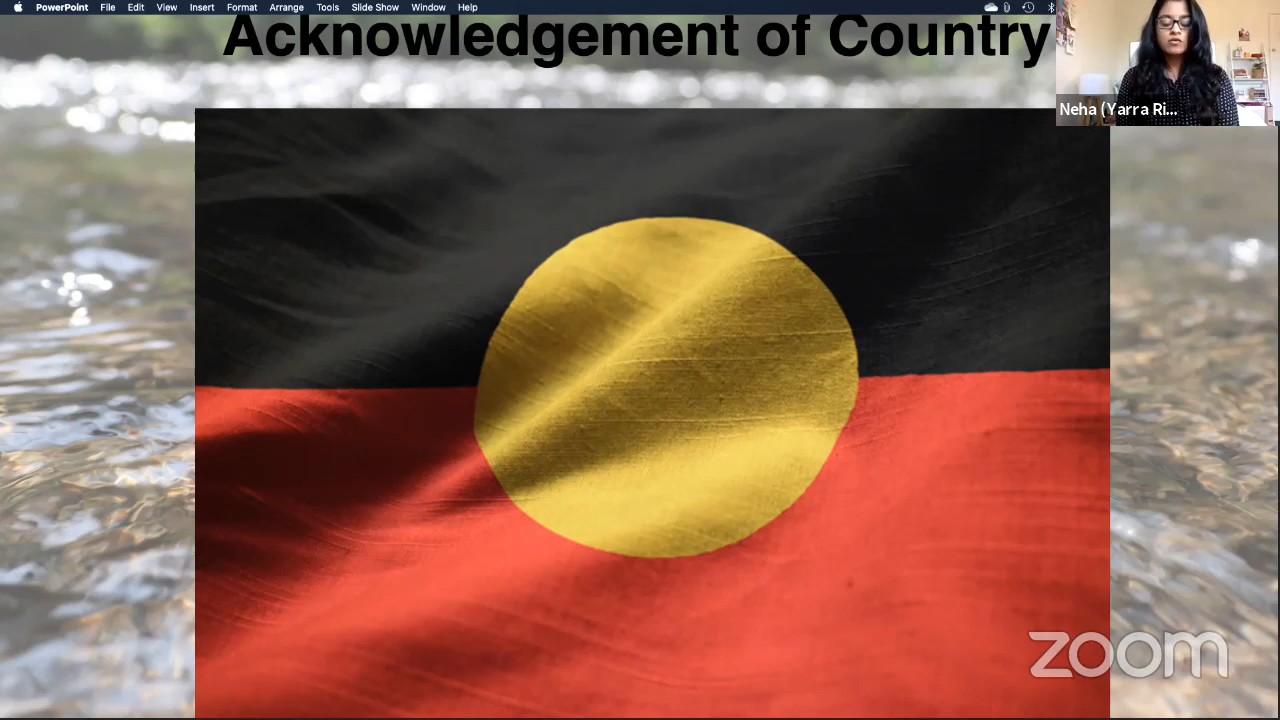 PowerPoint File Edit View Insert Format Arrange Tools Slide Show Window Help
Acknowledgement of Country
Neha (Yarra Ri...
zoom